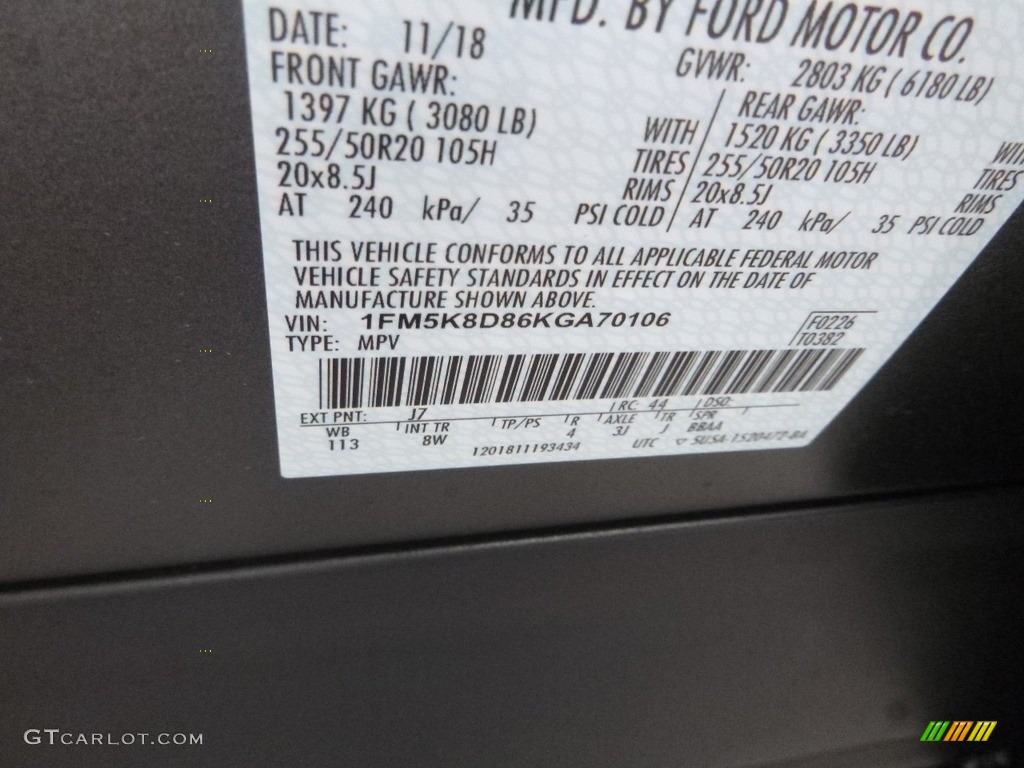 MFD. BY FORD MOTOR CO.
DATE: 11/18 GVWR: 2803 KG ( 6180 LB)
FRONT GAWR: REAR GAWR:
1397 KG ( 3080 LB) WITH 1520 KG ( 3350 LB) WITH
255/50R20 105H TIRES 255/50R20 105H TIRES
20x8.5J RIMS 20x8.5J RIMS
AT 240 kPa/ 35 PSI COLD AT 240 kPa/ 35 PSI COLD
THIS VEHICLE CONFORMS TO ALL APPLICABLE FEDERAL MOTOR
VEHICLE SAFETY STANDARDS IN EFFECT ON THE DATE OF
MANUFACTURE SHOWN ABOVE.
VIN: 1FM5K8D86KGA70106 F0226
TYPE: MPV T0382
EXT PNT: J7 RC: 44 DSO:
WB INT TR TP/PS R AXLE TR SPR
113 8W 4 3J J BBAA
1201811193434 UTC SUSA-1520472-BA
GTCARLOT.COM